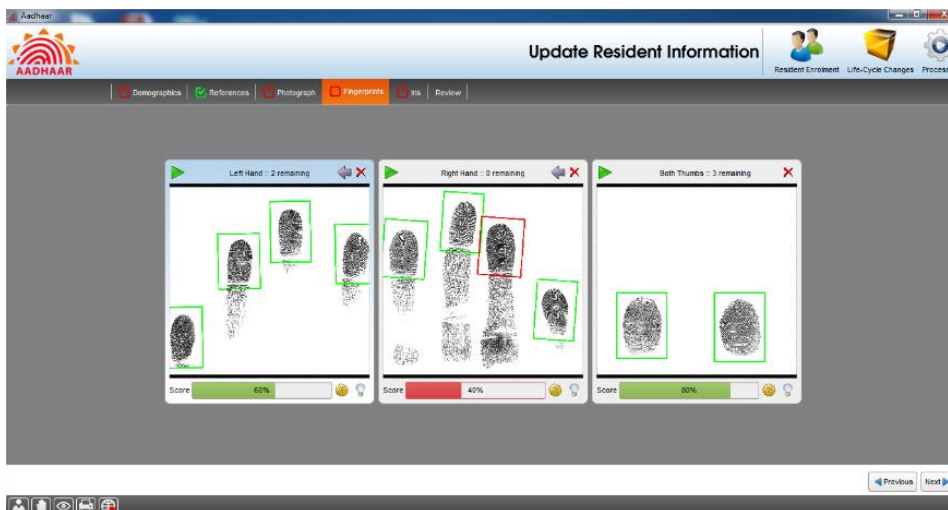 Aadhaar
AADHAAR
Update Resident Information
Resident Enrolment
Life-Cycle Changes
Process
Demographics
References
Photograph
Fingerprints
Iris
Review
Left Hand :: 2 remaining
Right Hand :: 0 remaining
Both Thumbs :: 3 remaining
Score 60%
Score 40%
Score 80%
Previous
Next